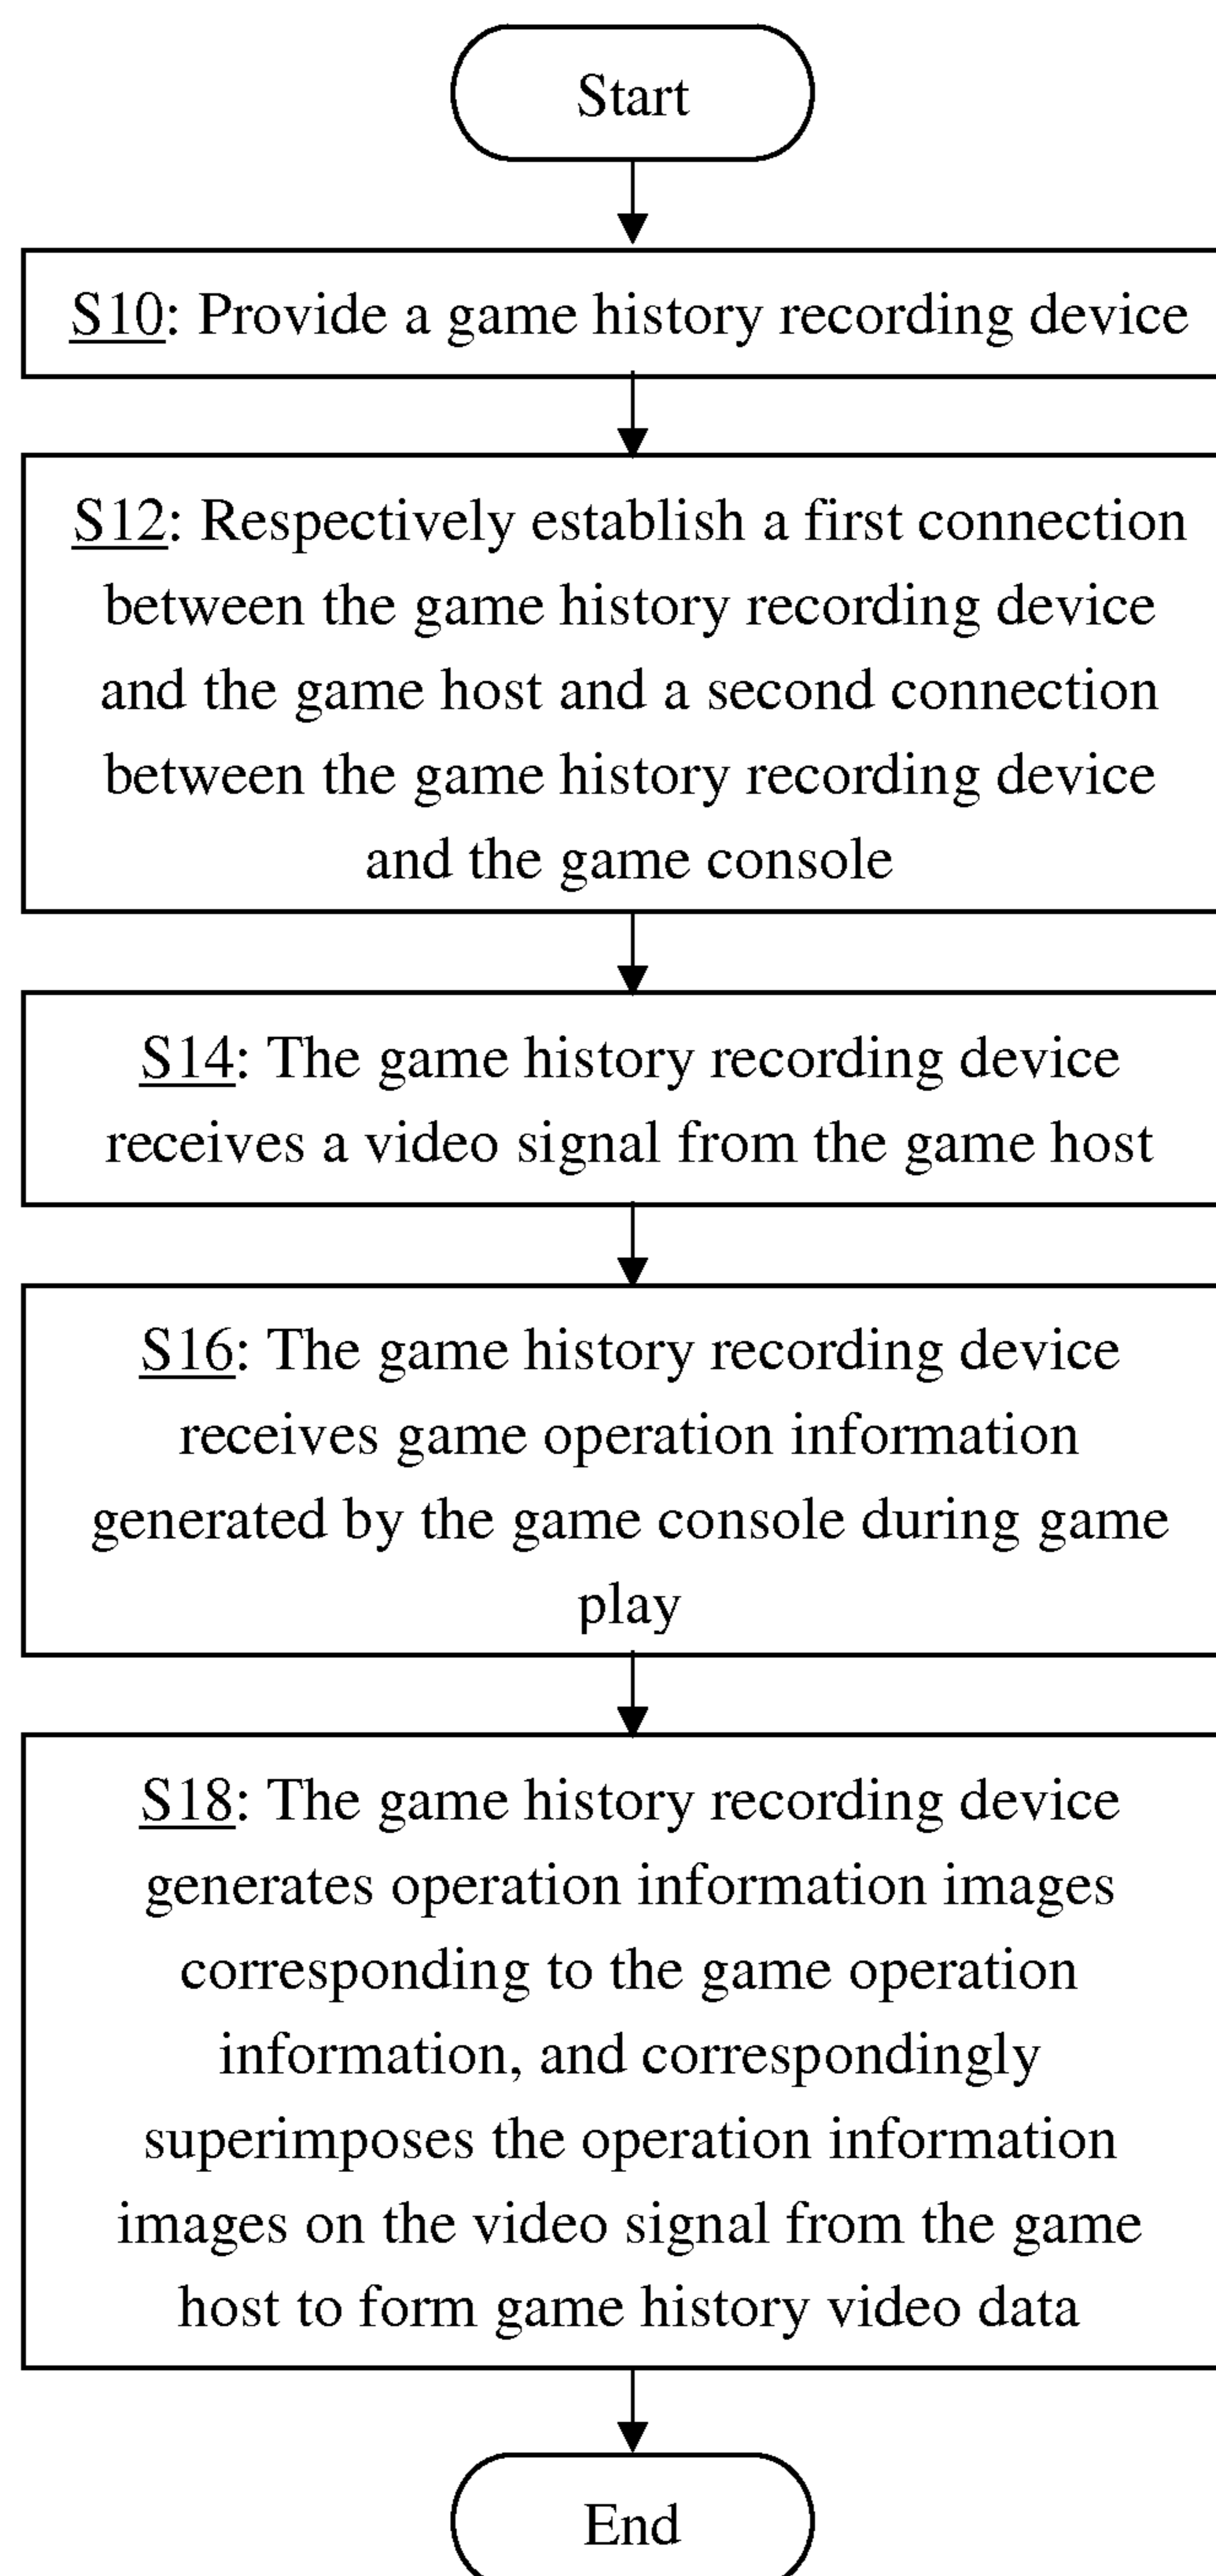 Start
S10: Provide a game history recording device
S12: Respectively establish a first connection
between the game history recording device
and the game host and a second connection
between the game history recording device
and the game console
S14: The game history recording device
receives a video signal from the game host
S16: The game history recording device
receives game operation information
generated by the game console during game
play
S18: The game history recording device
generates operation information images
corresponding to the game operation
information, and correspondingly
superimposes the operation information
images on the video signal from the game
host to form game history video data
End